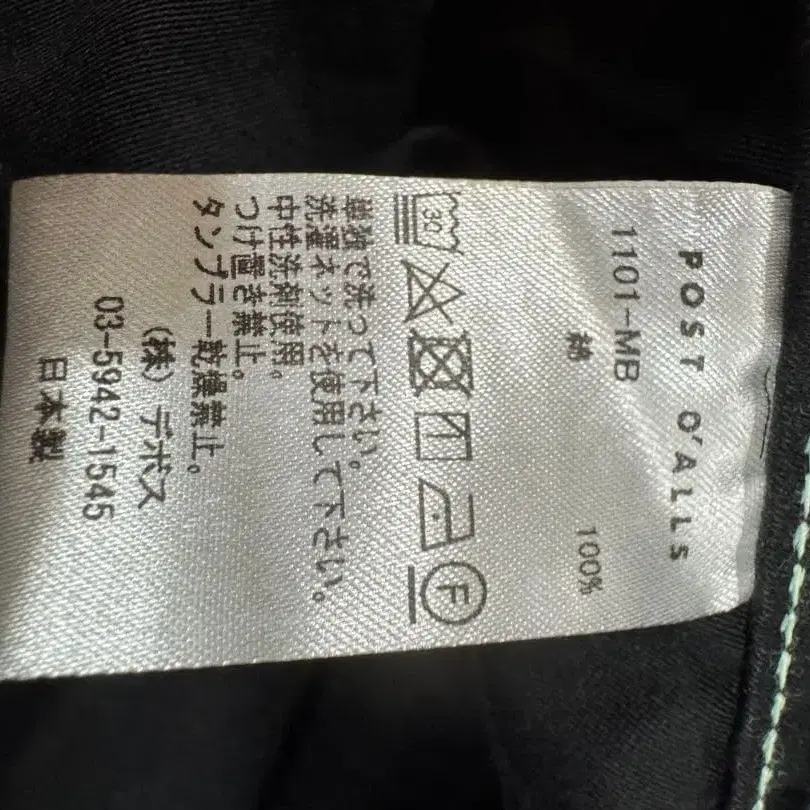 POST O'ALLS
1101-MB
綿 100%
30
F
単独で洗って下さい。
洗濯ネットを使用して下さい。
中性洗剤使用。
つけ置き禁止。
タンブラー乾燥禁止。
(株) デポス
03-5942-1545
日本製